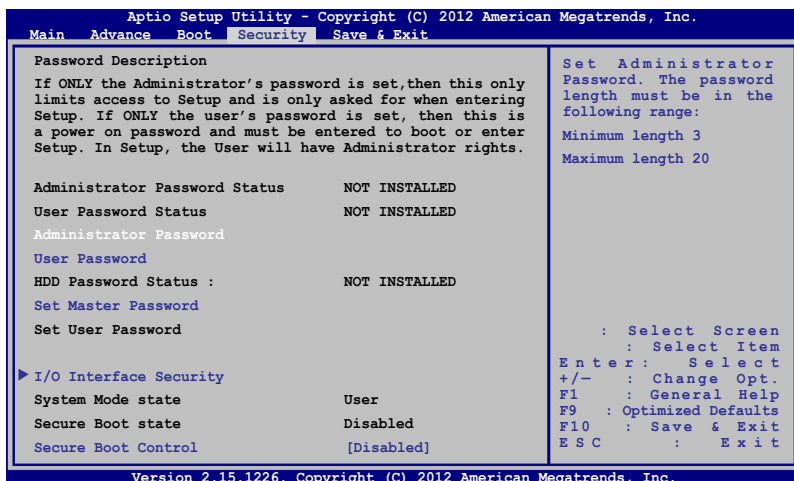 Aptio Setup Utility - Copyright (C) 2012 American Megatrends, Inc.
Main Advance Boot Security Save & Exit
Password Description
If ONLY the Administrator's password is set,then this only
limits access to Setup and is only asked for when entering
Setup. If ONLY the user's password is set, then this is
a power on password and must be entered to boot or enter
Setup. In Setup, the User will have Administrator rights.
Administrator Password Status NOT INSTALLED
User Password Status NOT INSTALLED
Administrator Password
User Password
HDD Password Status : NOT INSTALLED
Set Master Password
Set User Password
I/O Interface Security
System Mode state User
Secure Boot state Disabled
Secure Boot Control [Disabled]
Set Administrator
Password. The password
length must be in the
following range:
Minimum length 3
Maximum length 20
: Select Screen
: Select Item
Enter: Select
+/— : Change Opt.
F1 : General Help
F9 : Optimized Defaults
F10 : Save & Exit
ESC : Exit
Version 2.15.1226. Copyright (C) 2012 American Megatrends, Inc.